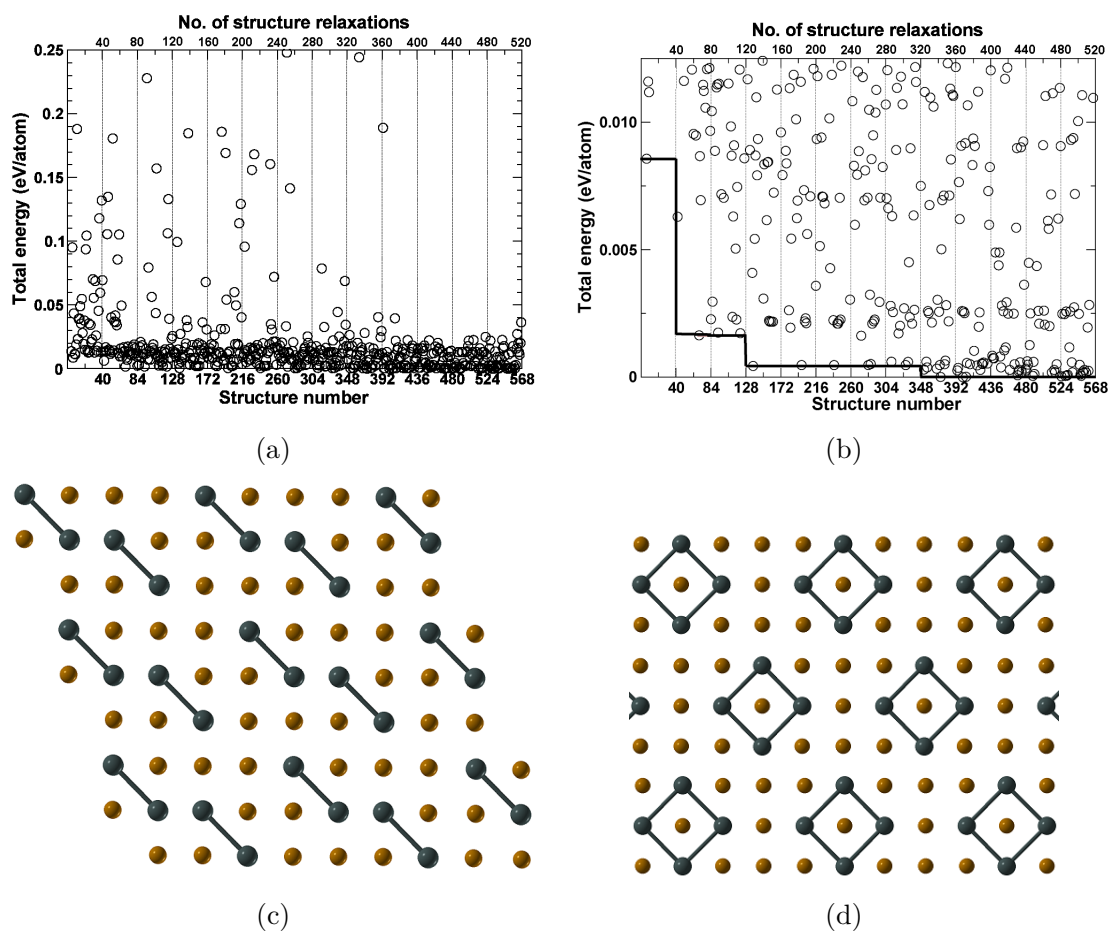 No. of structure relaxations
40 80 120 160 200 240 280 320 360 400 440 480 520
0.25
0.2
0.15
0.1
0.05
0
Total energy (eV/atom)
40 84 128 172 216 260 304 348 392 436 480 524 568
Structure number
(a)
No. of structure relaxations
40 80 120 160 200 240 280 320 360 400 440 480 520
0.010
0.005
0
Total energy (eV/atom)
40 84 128 172 216 260 304 348 392 436 480 524 568
Structure number
(b)
(c)
(d)